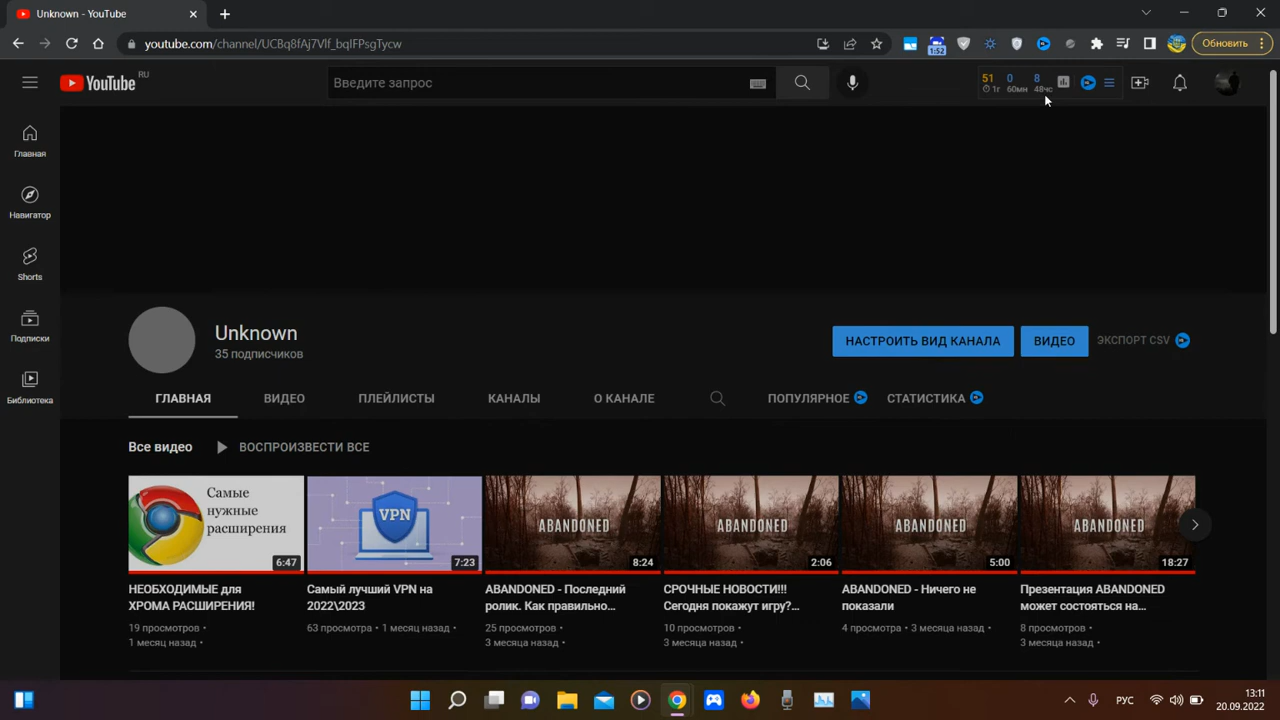 Unknown - YouTube
youtube.com/channel/UCBq8fAj7Vlf_bqIFPsgTycw
1:52
Обновить
YouTube RU
Введите запрос
51 0 8
1г 60мн 48чс
Главная
Навигатор
Shorts
Подписки
Библиотека
Unknown
35 подписчиков
НАСТРОИТЬ ВИД КАНАЛА
ВИДЕО
ЭКСПОРТ CSV
ГЛАВНАЯ ВИДЕО ПЛЕЙЛИСТЫ КАНАЛЫ О КАНАЛЕ ПОПУЛЯРНОЕ СТАТИСТИКА
Все видео ВОСПРОИЗВЕСТИ ВСЕ
Самые
нужные
расширения
6:47
НЕОБХОДИМЫЕ для
ХРОМА РАСШИРЕНИЯ!
19 просмотров •
1 месяц назад •
VPN
7:23
Самый лучший VPN на
2022\2023
63 просмотра • 1 месяц назад •
ABANDONED
8:24
ABANDONED - Последний
ролик. Как правильно...
25 просмотров •
3 месяца назад •
ABANDONED
2:06
СРОЧНЫЕ НОВОСТИ!!!
Сегодня покажут игру?...
10 просмотров •
3 месяца назад •
ABANDONED
5:00
ABANDONED - Ничего не
показали
4 просмотра • 3 месяца назад •
ABANDONED
18:27
Презентация ABANDONED
может состояться на...
8 просмотров •
3 месяца назад •
РУС
13:11
20.09.2022